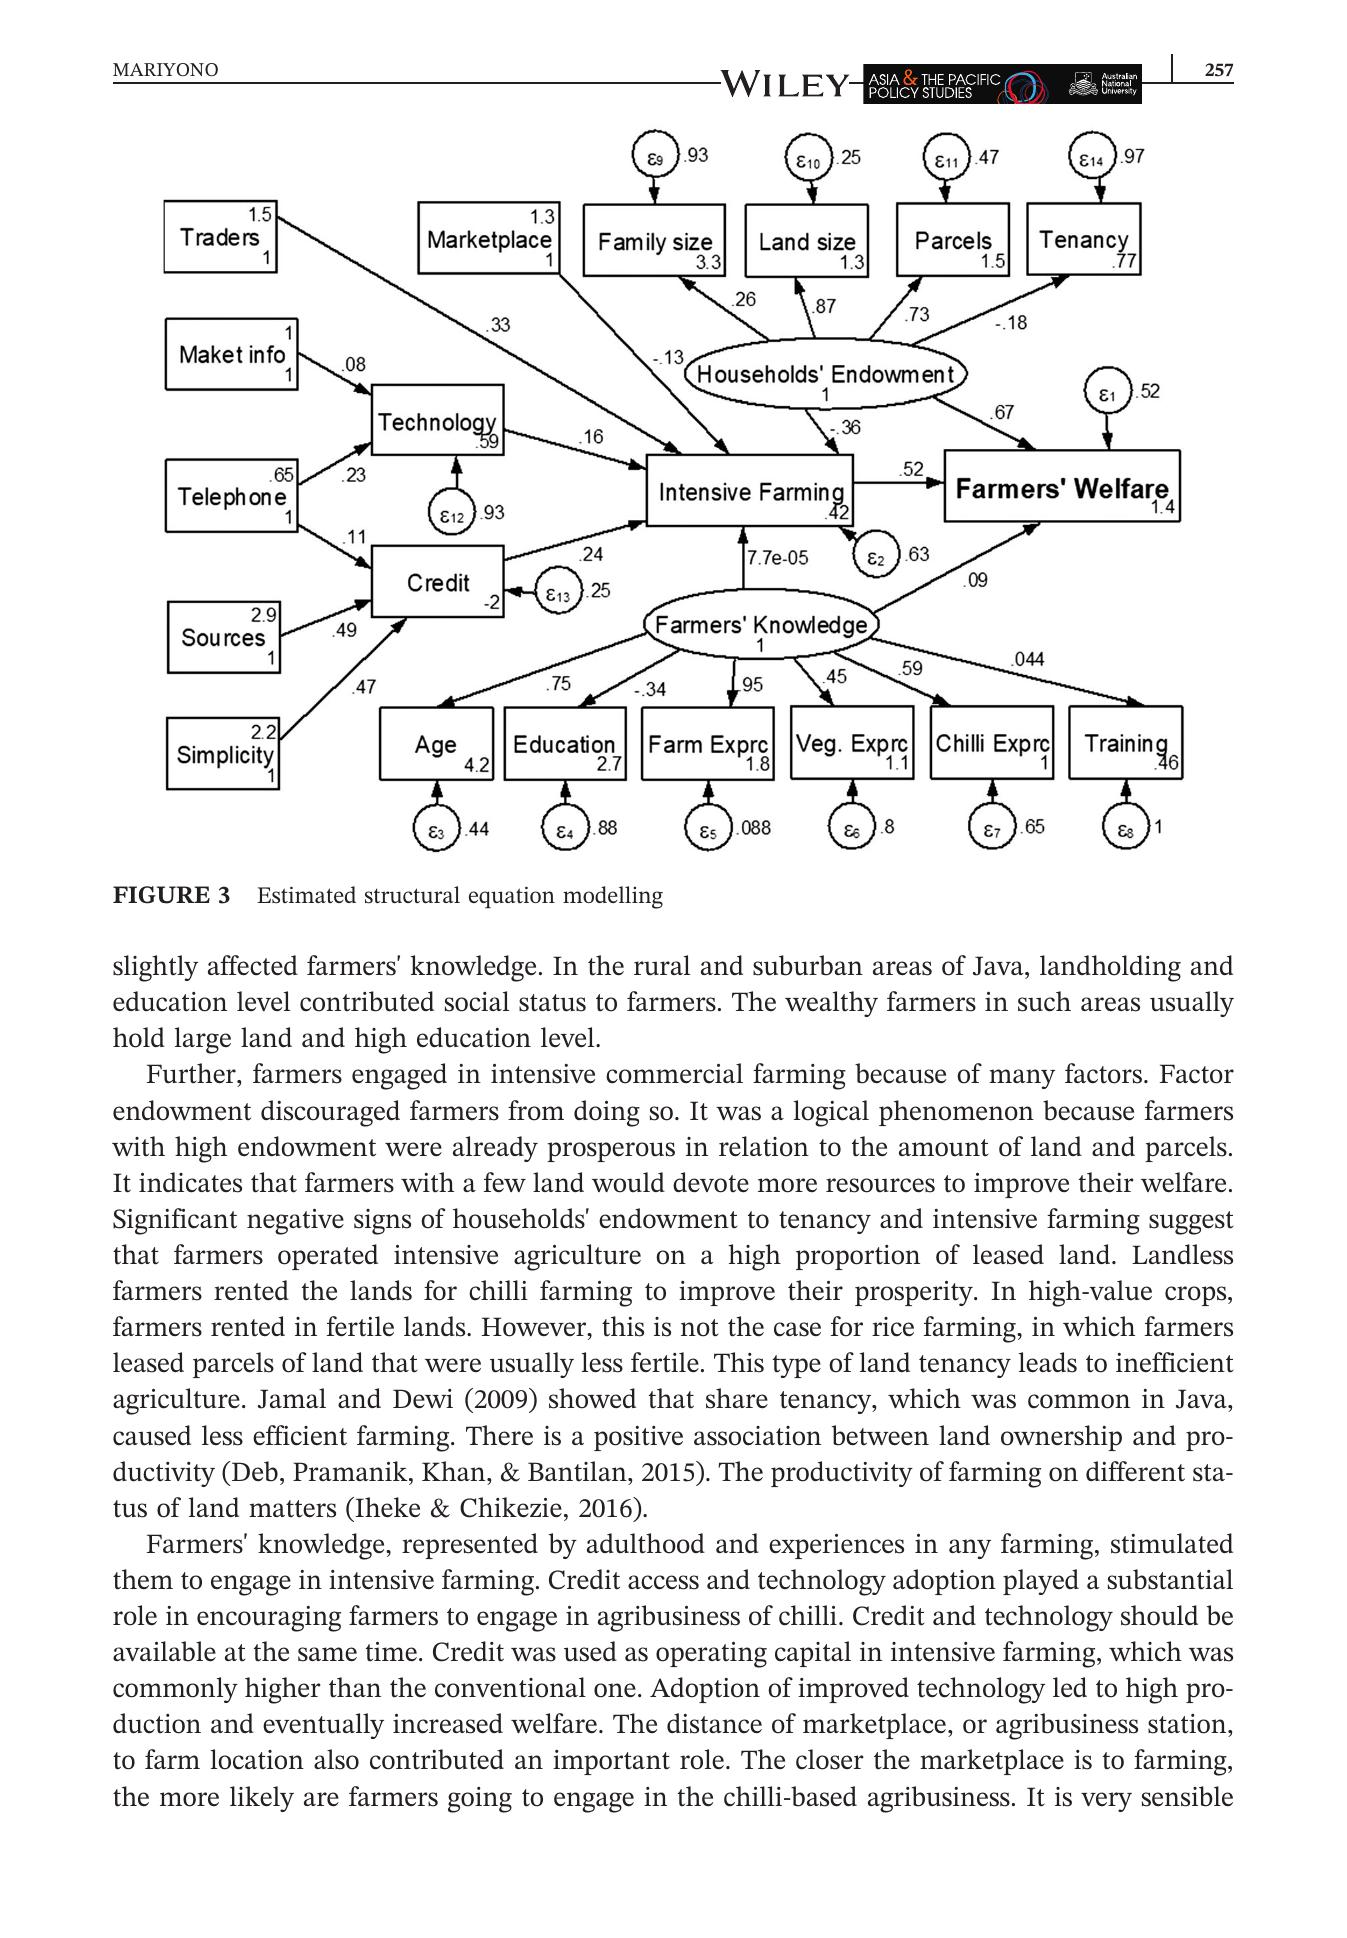 MARIYONO
WILEY
ASIA & THE PACIFIC
POLICY STUDIES
Australian
National
University
257
ε9 .93
ε10 .25
ε11 .47
ε14 .97
Traders 1.5 1
Marketplace 1.3 1
Family size 3.3
Land size 1.3
Parcels 1.5
Tenancy .77
.26
.87
.73
-.18
.33
-.13
Maket info 1 1
.08
Households' Endowment
1
ε1 .52
Technology .59
.16
-.36
.67
Telephone .65 1
.23
ε12 .93
Intensive Farming .42
.52
Farmers' Welfare 1.4
.11
.24
7.7e-05
ε2 .63
.09
Credit -2
ε13 .25
Sources 2.9 1
.49
Farmers' Knowledge
1
.47
.75
-.34
.95
.45
.59
.044
Simplicity 2.2 1
Age 4.2
Education 2.7
Farm Exprc 1.8
Veg. Exprc 1.1
Chilli Exprc 1
Training .46
ε3 .44
ε4 .88
ε5 .088
ε6 .8
ε7 .65
ε8 1
FIGURE 3 Estimated structural equation modelling
slightly affected farmers' knowledge. In the rural and suburban areas of Java, landholding and
education level contributed social status to farmers. The wealthy farmers in such areas usually
hold large land and high education level.
Further, farmers engaged in intensive commercial farming because of many factors. Factor
endowment discouraged farmers from doing so. It was a logical phenomenon because farmers
with high endowment were already prosperous in relation to the amount of land and parcels.
It indicates that farmers with a few land would devote more resources to improve their welfare.
Significant negative signs of households' endowment to tenancy and intensive farming suggest
that farmers operated intensive agriculture on a high proportion of leased land. Landless
farmers rented the lands for chilli farming to improve their prosperity. In high-value crops,
farmers rented in fertile lands. However, this is not the case for rice farming, in which farmers
leased parcels of land that were usually less fertile. This type of land tenancy leads to inefficient
agriculture. Jamal and Dewi (2009) showed that share tenancy, which was common in Java,
caused less efficient farming. There is a positive association between land ownership and pro-
ductivity (Deb, Pramanik, Khan, & Bantilan, 2015). The productivity of farming on different sta-
tus of land matters (Iheke & Chikezie, 2016).
Farmers' knowledge, represented by adulthood and experiences in any farming, stimulated
them to engage in intensive farming. Credit access and technology adoption played a substantial
role in encouraging farmers to engage in agribusiness of chilli. Credit and technology should be
available at the same time. Credit was used as operating capital in intensive farming, which was
commonly higher than the conventional one. Adoption of improved technology led to high pro-
duction and eventually increased welfare. The distance of marketplace, or agribusiness station,
to farm location also contributed an important role. The closer the marketplace is to farming,
the more likely are farmers going to engage in the chilli-based agribusiness. It is very sensible